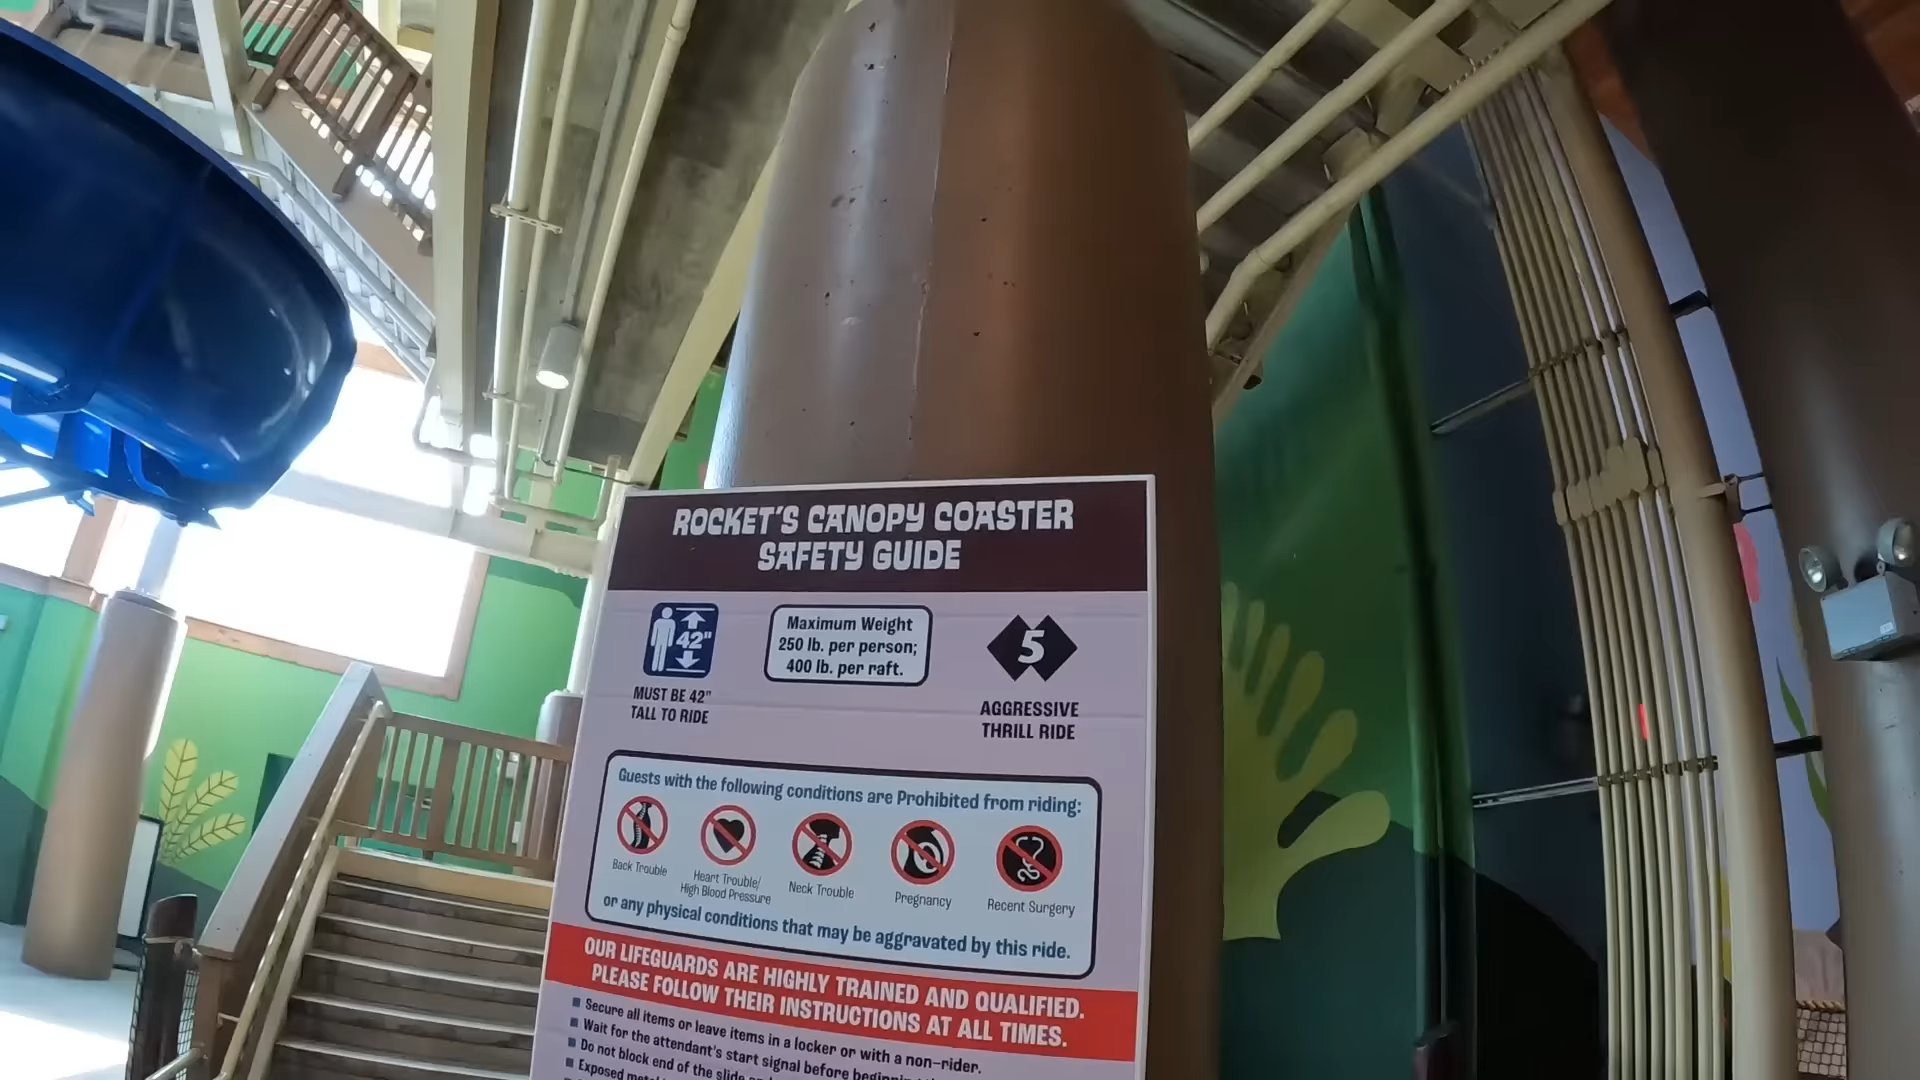 ROCKET'S CANOPY COASTER
SAFETY GUIDE
42"
MUST BE 42"
TALL TO RIDE
Maximum Weight
250 lb. per person;
400 lb. per raft.
5
AGGRESSIVE
THRILL RIDE
Guests with the following conditions are Prohibited from riding:
Back Trouble
Heart Trouble/
High Blood Pressure
Neck Trouble
Pregnancy
Recent Surgery
or any physical conditions that may be aggravated by this ride.
OUR LIFEGUARDS ARE HIGHLY TRAINED AND QUALIFIED.
PLEASE FOLLOW THEIR INSTRUCTIONS AT ALL TIMES.
Secure all items or leave items in a locker or with a non-rider.
Wait for the attendant's start signal before
Do not block end of the slide
Exposed